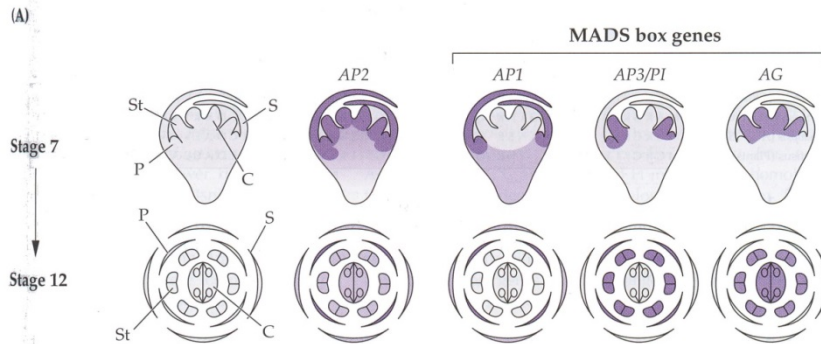 (A)
MADS box genes
AP2 AP1 AP3/PI AG
St S
Stage 7
P C
P S
Stage 12
St C